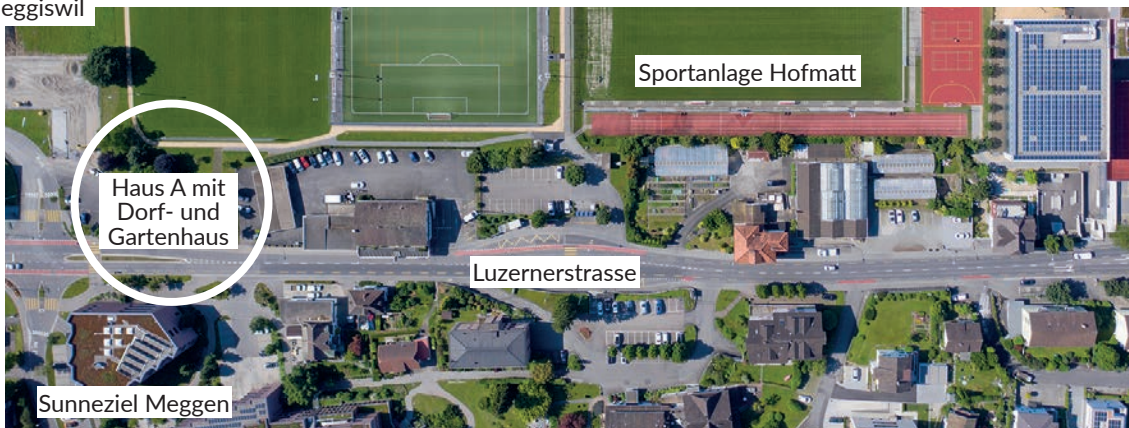 eggiswil
Sportanlage Hofmatt
Haus A mit
Dorf- und
Gartenhaus
Luzernerstrasse
Sunneziel Meggen